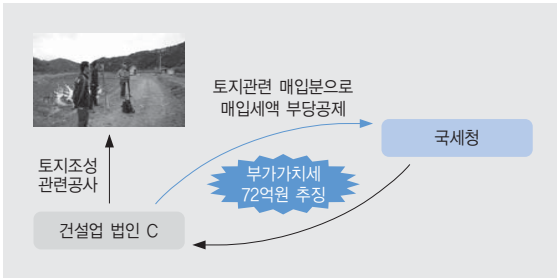 토지관련 매입분으로
매입세액 부당공제
국세청
토지조성
관련공사
부가가치세
72억원 추징
건설업 법인 C